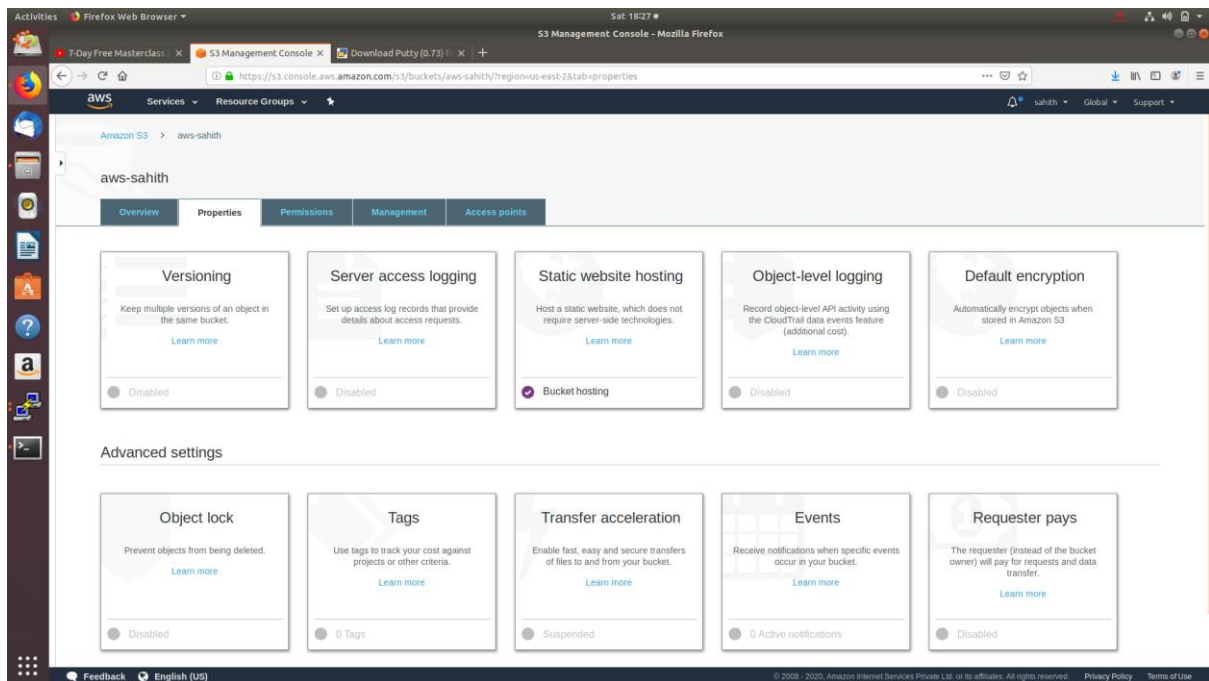 Activities Firefox Web Browser Sat 18:27
S3 Management Console - Mozilla Firefox
7-Day Free Masterclass | S3 Management Console Download Putty (0.73) f
https://s3.console.aws.amazon.com/s3/buckets/aws-sahith/?region=us-east-2&tab=properties
aws Services Resource Groups sahith Global Support
Amazon S3 > aws-sahith
aws-sahith
Overview Properties Permissions Management Access points
Versioning
Keep multiple versions of an object in
the same bucket.
Learn more
Disabled
Server access logging
Set up access log records that provide
details about access requests.
Learn more
Disabled
Static website hosting
Host a static website, which does not
require server-side technologies.
Learn more
Bucket hosting
Object-level logging
Record object-level API activity using
the CloudTrail data events feature
(additional cost).
Learn more
Disabled
Default encryption
Automatically encrypt objects when
stored in Amazon S3
Learn more
Disabled
Advanced settings
Object lock
Prevent objects from being deleted.
Learn more
Disabled
Tags
Use tags to track your cost against
projects or other criteria.
Learn more
0 Tags
Transfer acceleration
Enable fast, easy and secure transfers
of files to and from your bucket.
Learn more
Suspended
Events
Receive notifications when specific events
occur in your bucket.
Learn more
0 Active notifications
Requester pays
The requester (instead of the bucket
owner) will pay for requests and data
transfer.
Learn more
Disabled
Feedback English (US) © 2008 - 2020, Amazon Internet Services Private Ltd. or its affiliates. All rights reserved. Privacy Policy Terms of Use